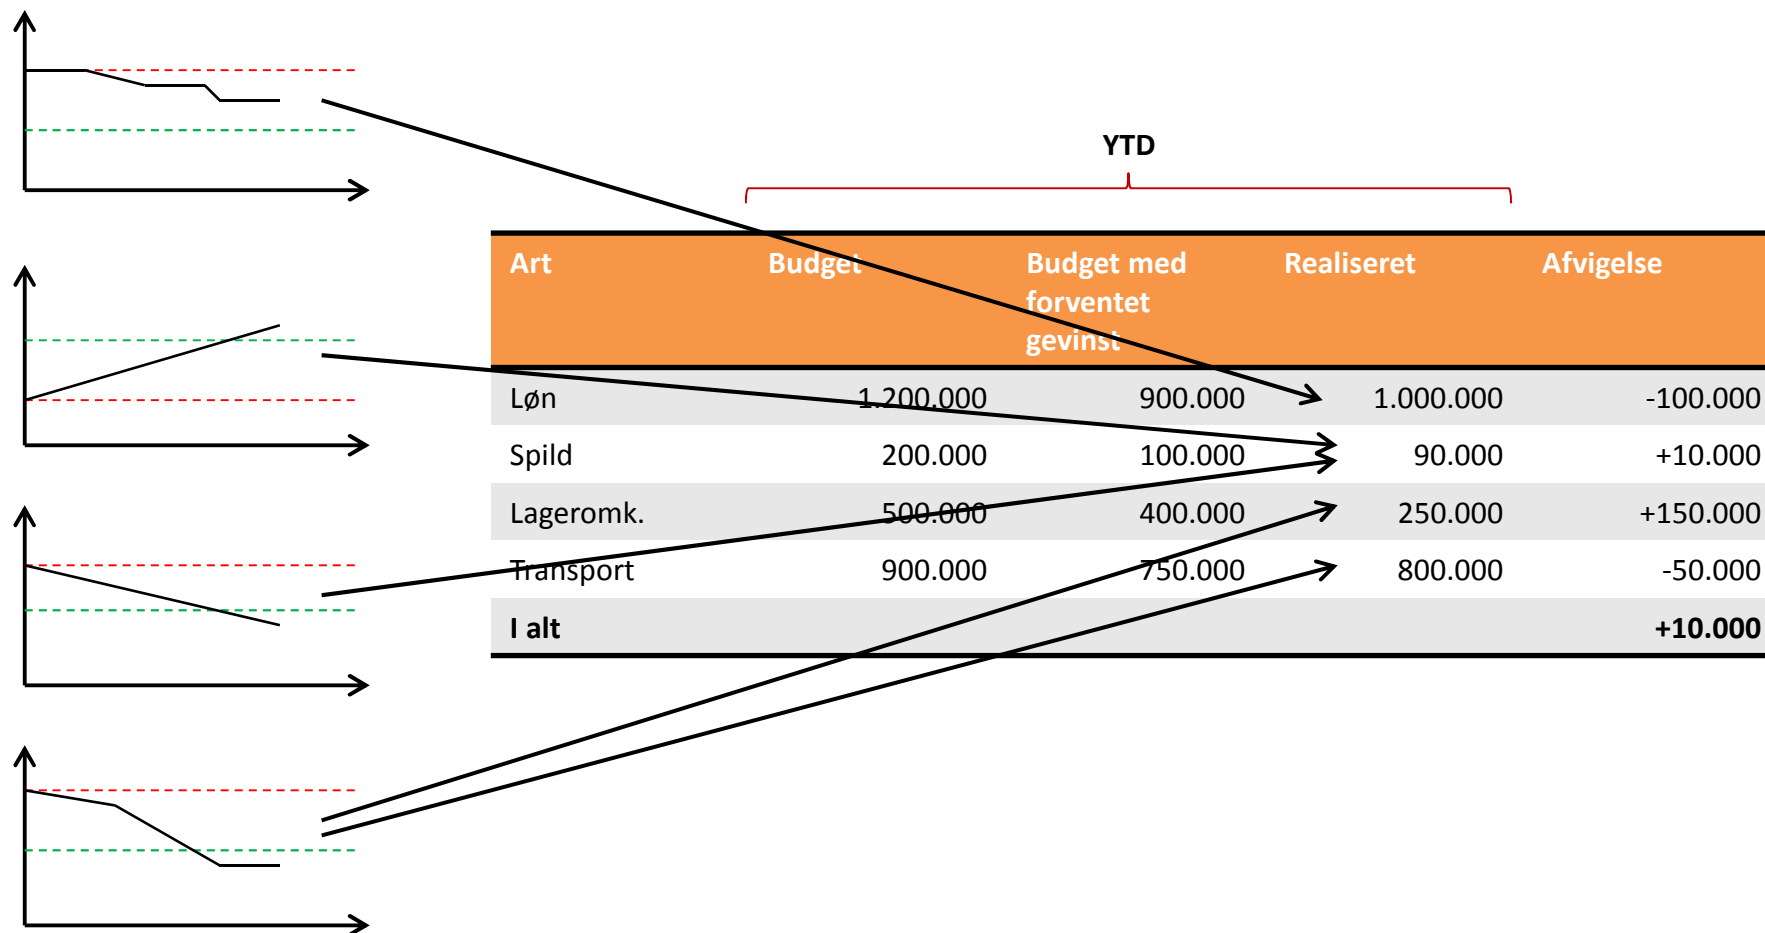 YTD
Art Budget Budget med forventet gevinst Realiseret Afvigelse
Løn 1.200.000 900.000 1.000.000 -100.000
Spild 200.000 100.000 90.000 +10.000
Lageromk. 500.000 400.000 250.000 +150.000
Transport 900.000 750.000 800.000 -50.000
I alt +10.000